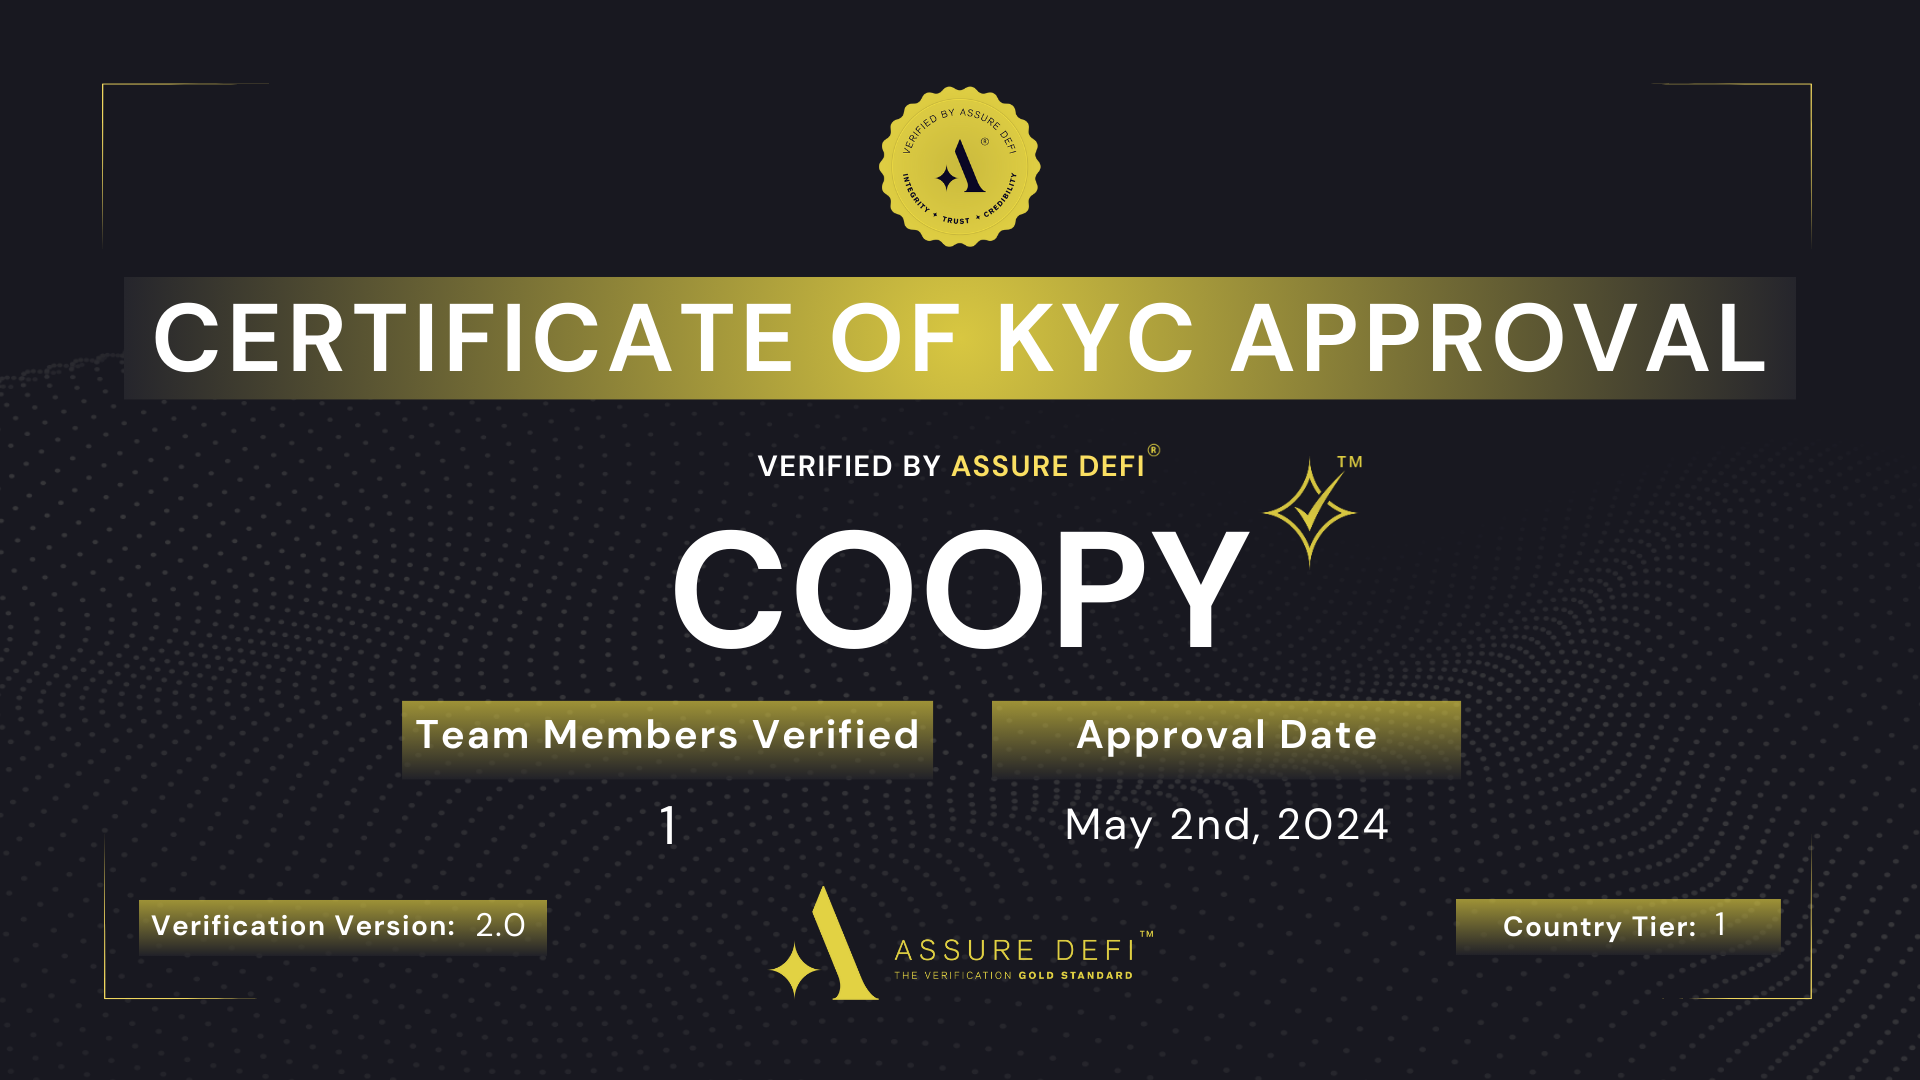 VERIFIED BY ASSURE DEFI
®
INTEGRITY ✦ TRUST ✦ CREDIBILITY
CERTIFICATE OF KYC APPROVAL
VERIFIED BY ASSURE DEFI®
COOPY TM
Team Members Verified
1
Approval Date
May 2nd, 2024
Verification Version: 2.0
ASSURE DEFI TM
THE VERIFICATION GOLD STANDARD
Country Tier: 1